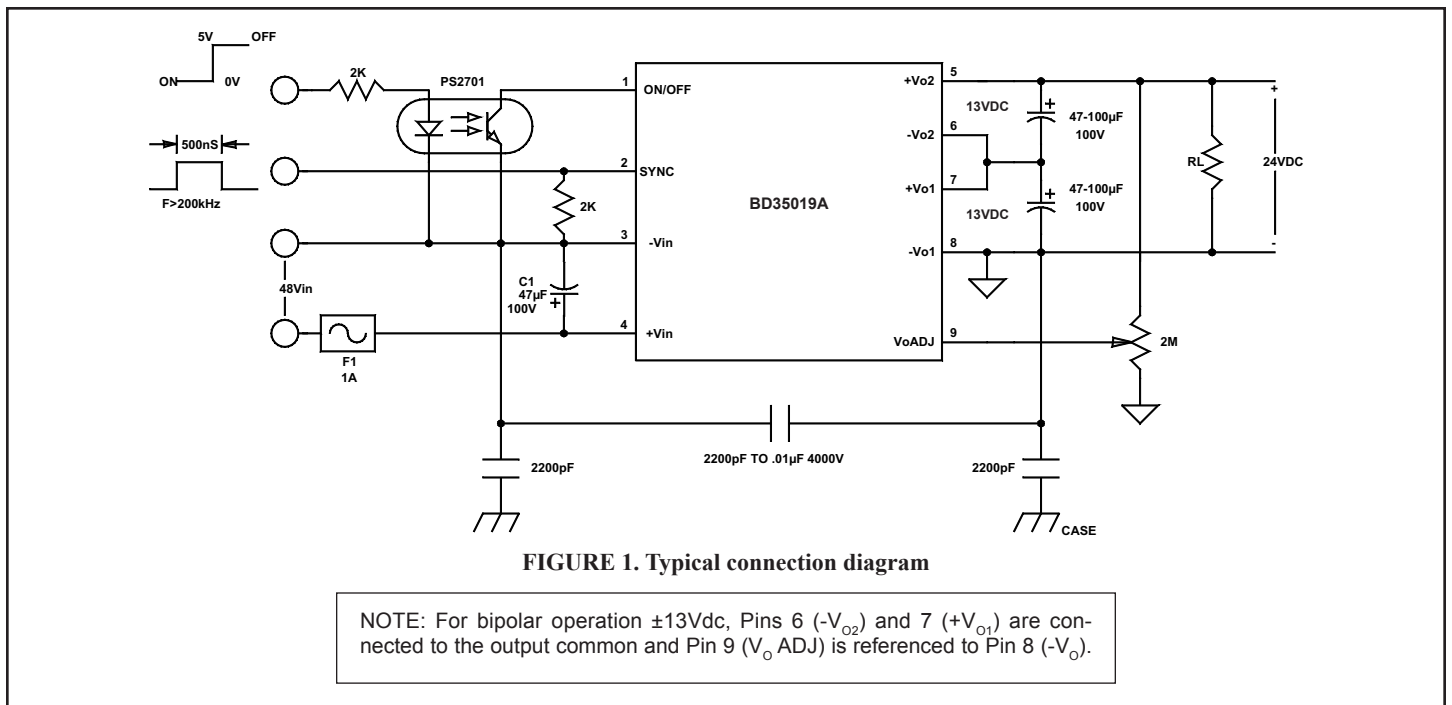 5V OFF
ON 0V
2K
PS2701
1 ON/OFF
500nS
F>200kHz
2 SYNC
2K
3 -Vin
48Vin
C1
47µF
100V
+
4 +Vin
F1
1A
BD35019A
+Vo2 5
13VDC
+
47-100µF
100V
-Vo2 6
+Vo1 7
13VDC
+
47-100µF
100V
-Vo1 8
RL
+
24VDC
-
VoADJ 9
2M
2200pF
2200pF TO .01µF 4000V
2200pF
CASE
FIGURE 1. Typical connection diagram
NOTE: For bipolar operation ±13Vdc, Pins 6 (-VO2) and 7 (+VO1) are con-
nected to the output common and Pin 9 (VO ADJ) is referenced to Pin 8 (-VO).